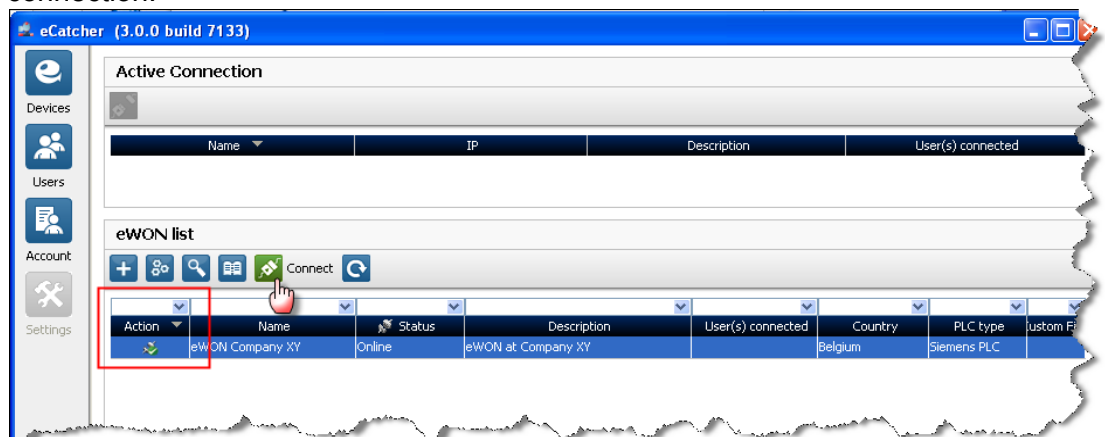 connection.
eCatcher (3.0.0 build 7133)
Active Connection
Devices
Name IP Description User(s) connected
Users
eWON list
Account
Connect
Settings
Action Name Status Description User(s) connected Country PLC type
eWON Company XY Online eWON at Company XY Belgium Siemens PLC